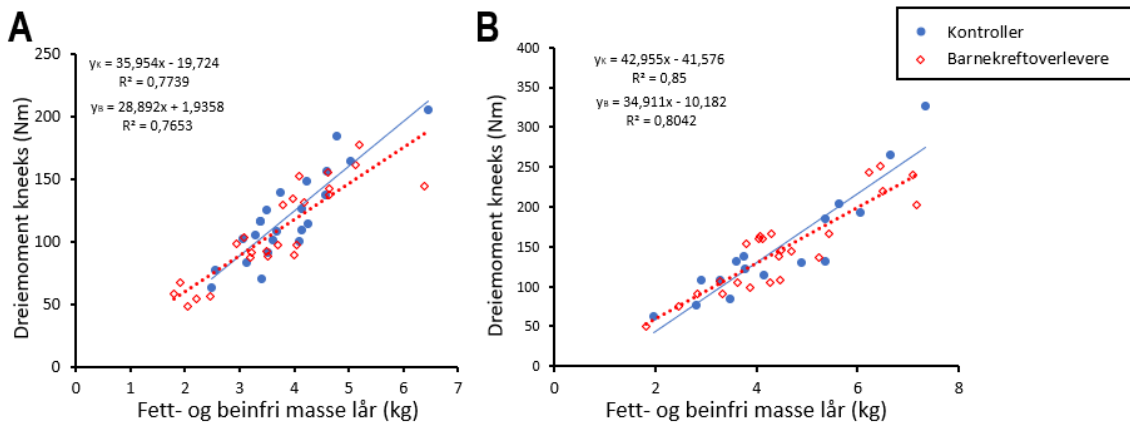 A
yK = 35,954x - 19,724
R² = 0,7739
yB = 28,892x + 1,9358
R² = 0,7653
Dreiemoment kneeks (Nm)
250
200
150
100
50
0
0 1 2 3 4 5 6 7
Fett- og beinfri masse lår (kg)
B
yK = 42,955x - 41,576
R² = 0,85
yB = 34,911x - 10,182
R² = 0,8042
Dreiemoment kneeks (Nm)
400
350
300
250
200
150
100
50
0
0 2 4 6 8
Fett- og beinfri masse lår (kg)
Kontroller
Barnekreftoverlevere